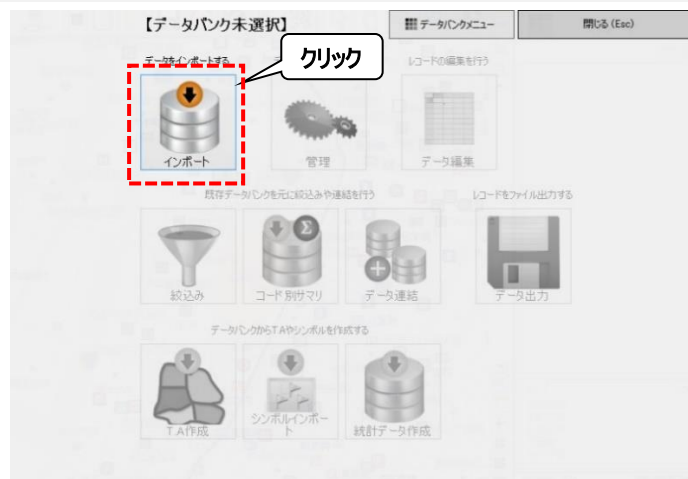 【データバンク未選択】
データバンクメニュー
閉じる (Esc)
データをインポートする
クリック
レコードの編集を行う
インポート
管理
データ編集
既存データバンクを元に絞込みや連結を行う
レコードをファイル出力する
絞込み
コード別サマリ
データ連結
データ出力
データバンクからT.Aやシンボルを作成する
T.A作成
シンボルインポー
ト
統計データ作成